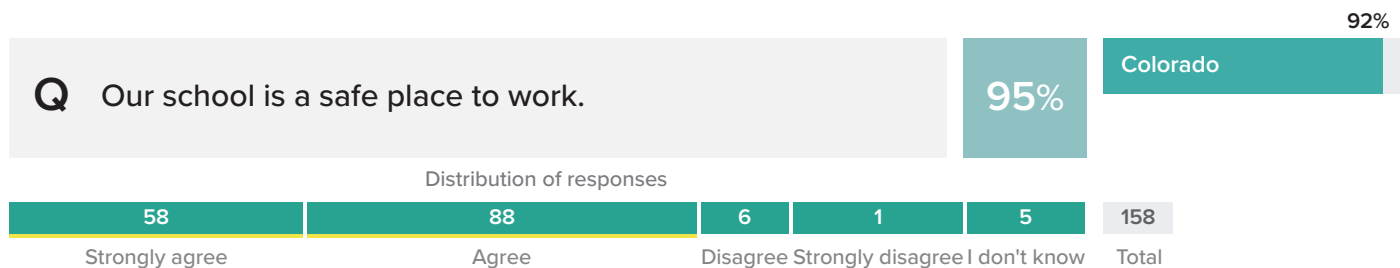 92%
Q Our school is a safe place to work.
95%
Colorado
Distribution of responses
58 88 6 1 5 158
Strongly agree Agree Disagree Strongly disagree I don't know Total